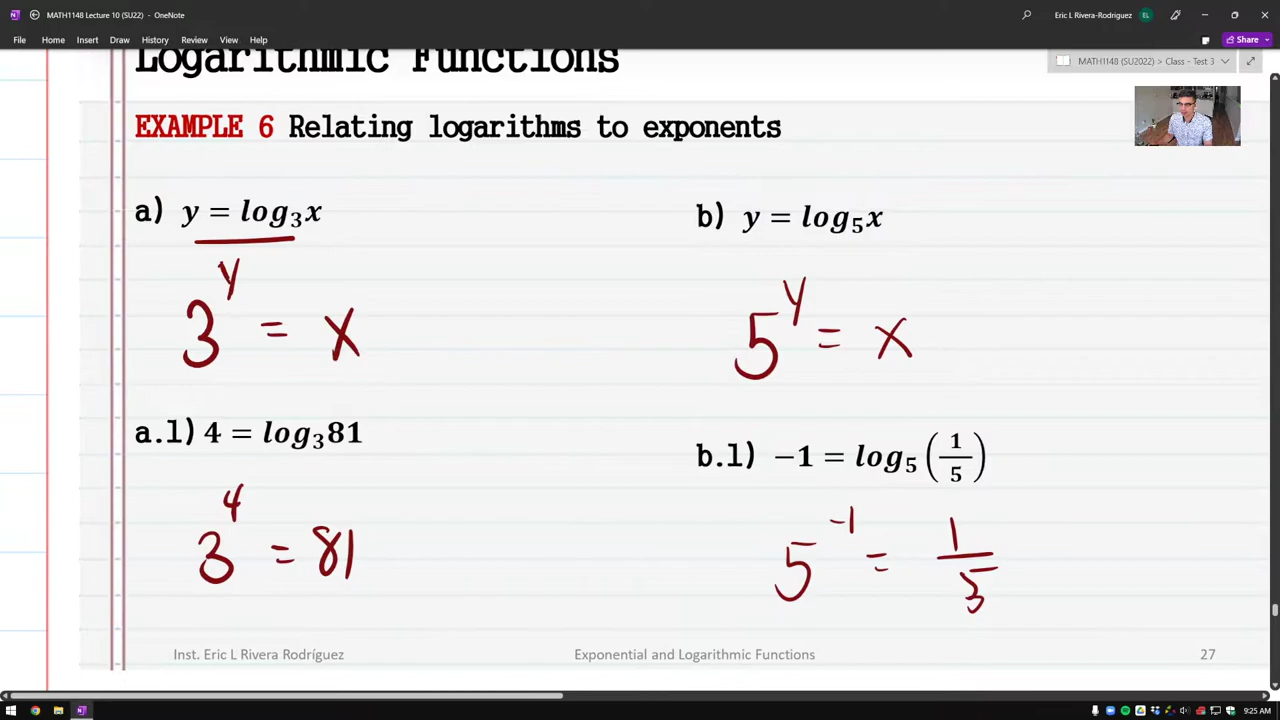 MATH1148 Lecture 10 (SU22) - OneNote
Eric L Rivera-Rodriguez EL
File Home Insert Draw History Review View Help
Share
MATH1148 (SU2022) > Class - Test 3
Logarithmic Functions
EXAMPLE 6 Relating logarithms to exponents
a) y = log₃x
3^y = x
b) y = log₅x
5^y = x
a.1) 4 = log₃81
3^4 = 81
b.1) −1 = log₅(1/5)
5^-1 = 1/5
Inst. Eric L Rivera Rodríguez
Exponential and Logarithmic Functions
27
9:25 AM